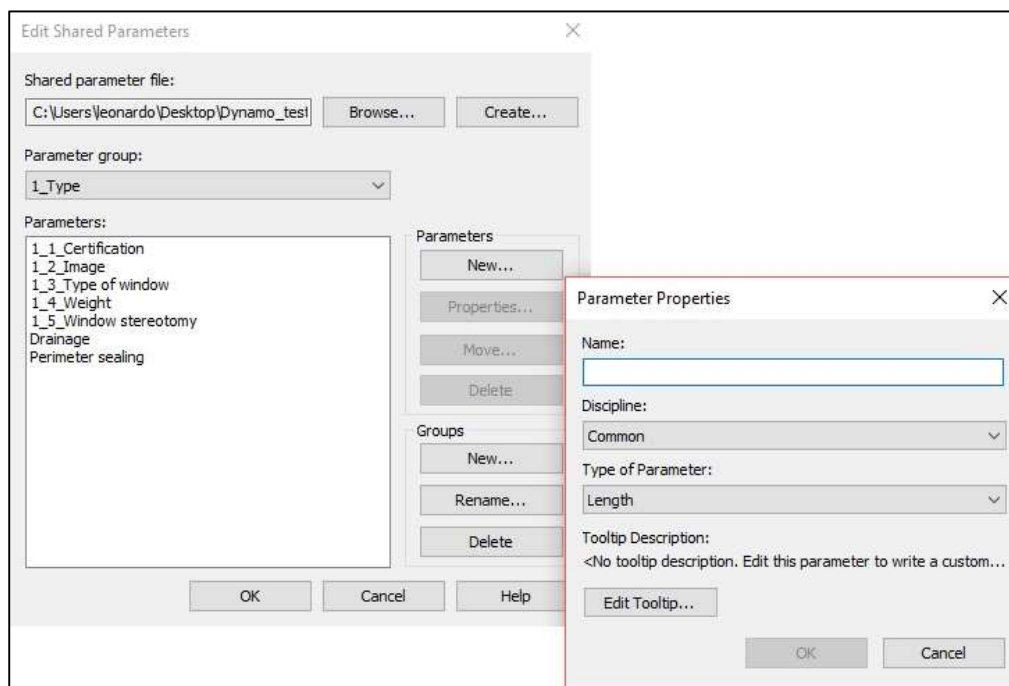 Edit Shared Parameters
Shared parameter file:
C:\Users\leonardo\Desktop\Dynamo_test
Browse...
Create...
Parameter group:
1_Type
Parameters:
1_1_Certification
1_2_Image
1_3_Type of window
1_4_Weight
1_5_Window stereotomy
Drainage
Perimeter sealing
Parameters
New...
Properties...
Move...
Delete
Groups
New...
Rename...
Delete
OK
Cancel
Help
Parameter Properties
Name:
Discipline:
Common
Type of Parameter:
Length
Tooltip Description:
<No tooltip description. Edit this parameter to write a custom...
Edit Tooltip...
OK
Cancel